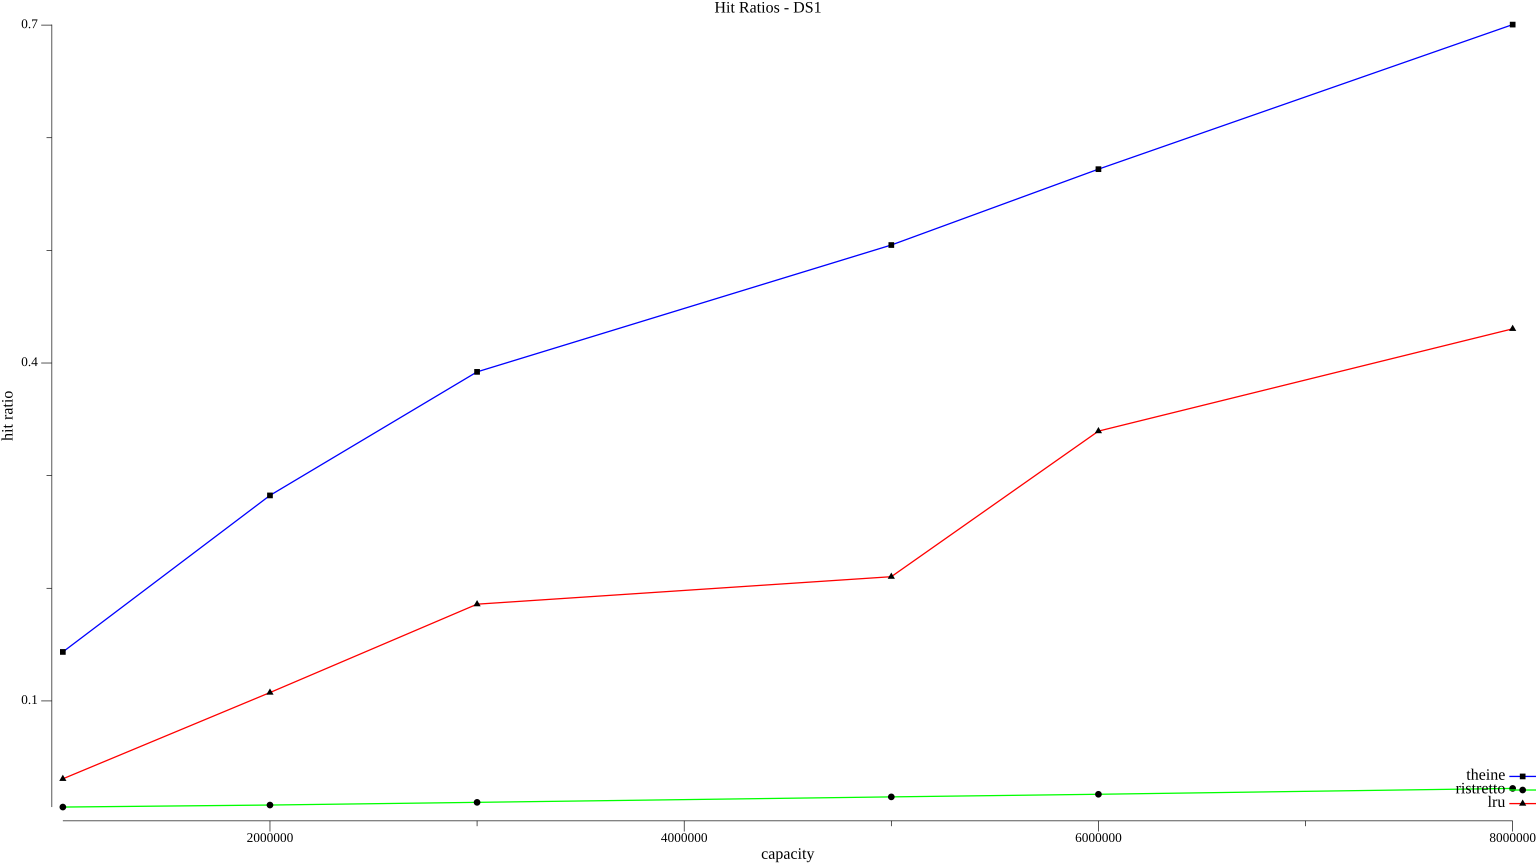 Hit Ratios - DS1
0.7
0.4
0.1
hit ratio
2000000
4000000
6000000
8000000
capacity
theine
ristretto
lru